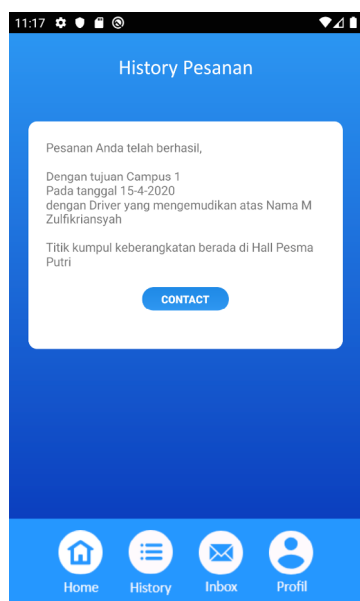 11:17
History Pesanan
Pesanan Anda telah berhasil,
Dengan tujuan Campus 1
Pada tanggal 15-4-2020
dengan Driver yang mengemudikan atas Nama M
Zulfikriansyah
Titik kumpul keberangkatan berada di Hall Pesma
Putri
CONTACT
Home History Inbox Profil